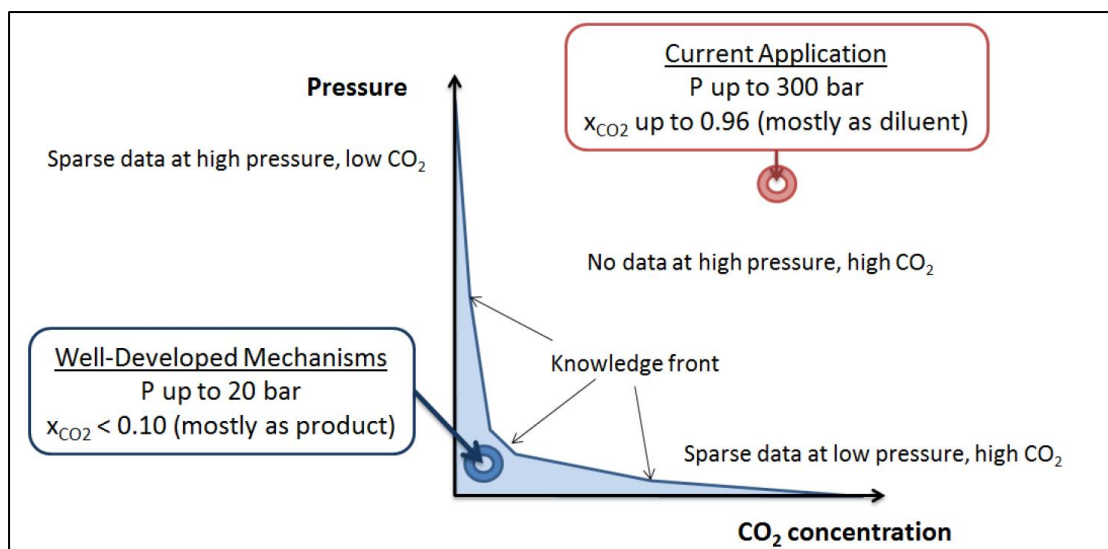 Current Application
P up to 300 bar
x_CO2 up to 0.96 (mostly as diluent)
Pressure
Sparse data at high pressure, low CO₂
No data at high pressure, high CO₂
Well-Developed Mechanisms
P up to 20 bar
x_CO2 < 0.10 (mostly as product)
Knowledge front
Sparse data at low pressure, high CO₂
CO₂ concentration